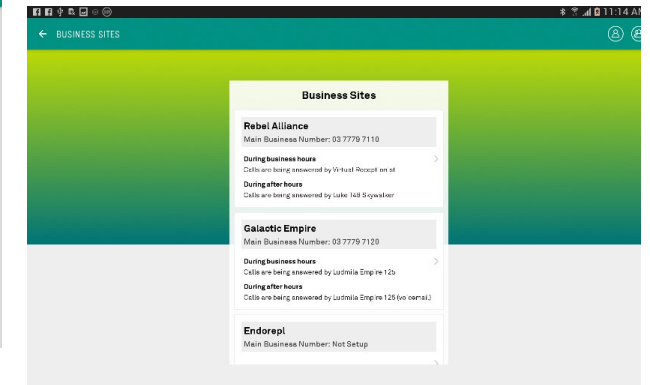 11:14 AM
BUSINESS SITES
Business Sites
Rebel Alliance
Main Business Number: 03 7779 7110
During business hours
Calls are being answered by Virtual Receptionist
During after hours
Calls are being answered by Luke 148 Skywalker
Galactic Empire
Main Business Number: 03 7779 7120
During business hours
Calls are being answered by Ludmila Empire 125
During after hours
Calls are being answered by Ludmila Empire 125 (voicemail)
Endorepl
Main Business Number: Not Setup